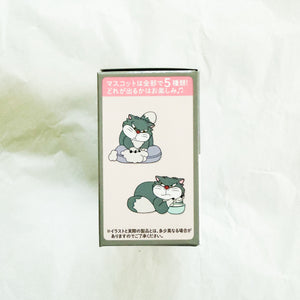 マスコットは全部で5種類!
どれが出るかはお楽しみ♪
※イラストと実際の製品とは、多少異なる場合が
ありますのでご了承ください。